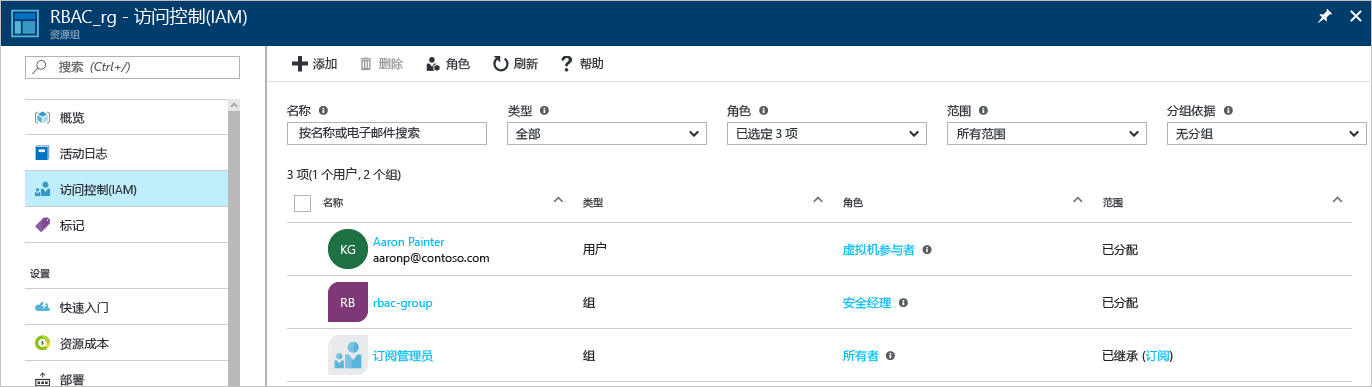 RBAC_rg - 访问控制(IAM)
资源组
搜索 (Ctrl+/)
概览
活动日志
访问控制(IAM)
标记
设置
快速入门
资源成本
部署
添加 删除 角色 刷新 帮助
名称 类型 角色 范围 分组依据
按名称或电子邮件搜索 全部 已选定 3 项 所有范围 无分组
3 项(1 个用户, 2 个组)
名称 类型 角色 范围
KG Aaron Painter 用户 虚拟机参与者 已分配
aaronp@contoso.com
RB rbac-group 组 安全经理 已分配
订阅管理员 组 所有者 已继承 (订阅)